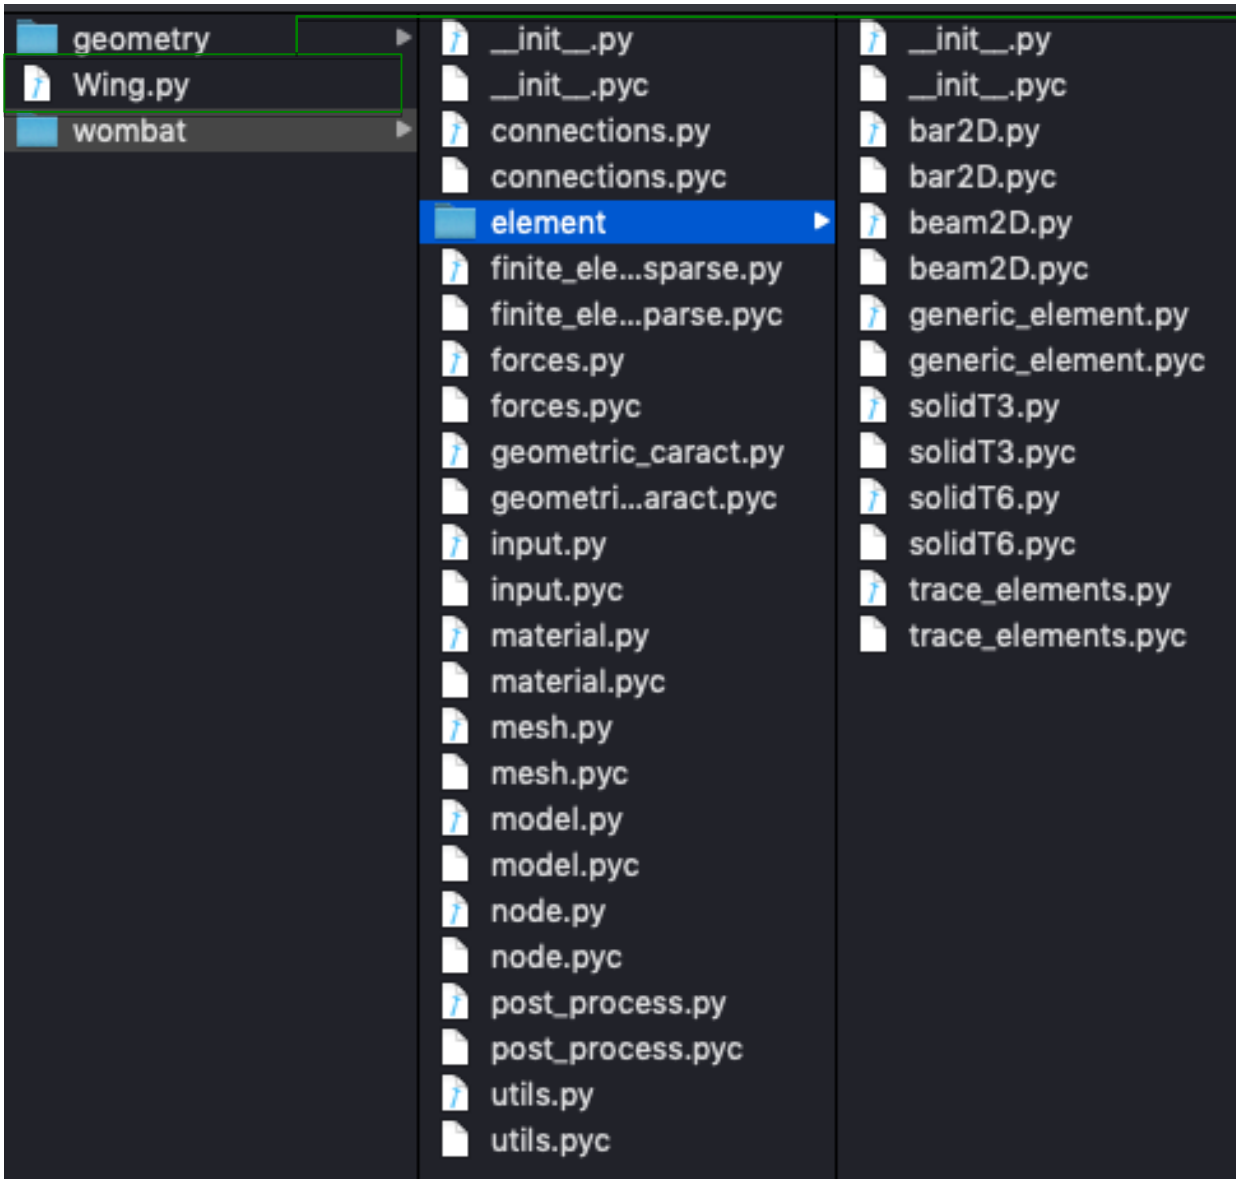 geometry
Wing.py
wombat
__init__.py
__init__.pyc
connections.py
connections.pyc
element
finite_ele...sparse.py
finite_ele...parse.pyc
forces.py
forces.pyc
geometric_caract.py
geometri...aract.pyc
input.py
input.pyc
material.py
material.pyc
mesh.py
mesh.pyc
model.py
model.pyc
node.py
node.pyc
post_process.py
post_process.pyc
utils.py
utils.pyc
__init__.py
__init__.pyc
bar2D.py
bar2D.pyc
beam2D.py
beam2D.pyc
generic_element.py
generic_element.pyc
solidT3.py
solidT3.pyc
solidT6.py
solidT6.pyc
trace_elements.py
trace_elements.pyc